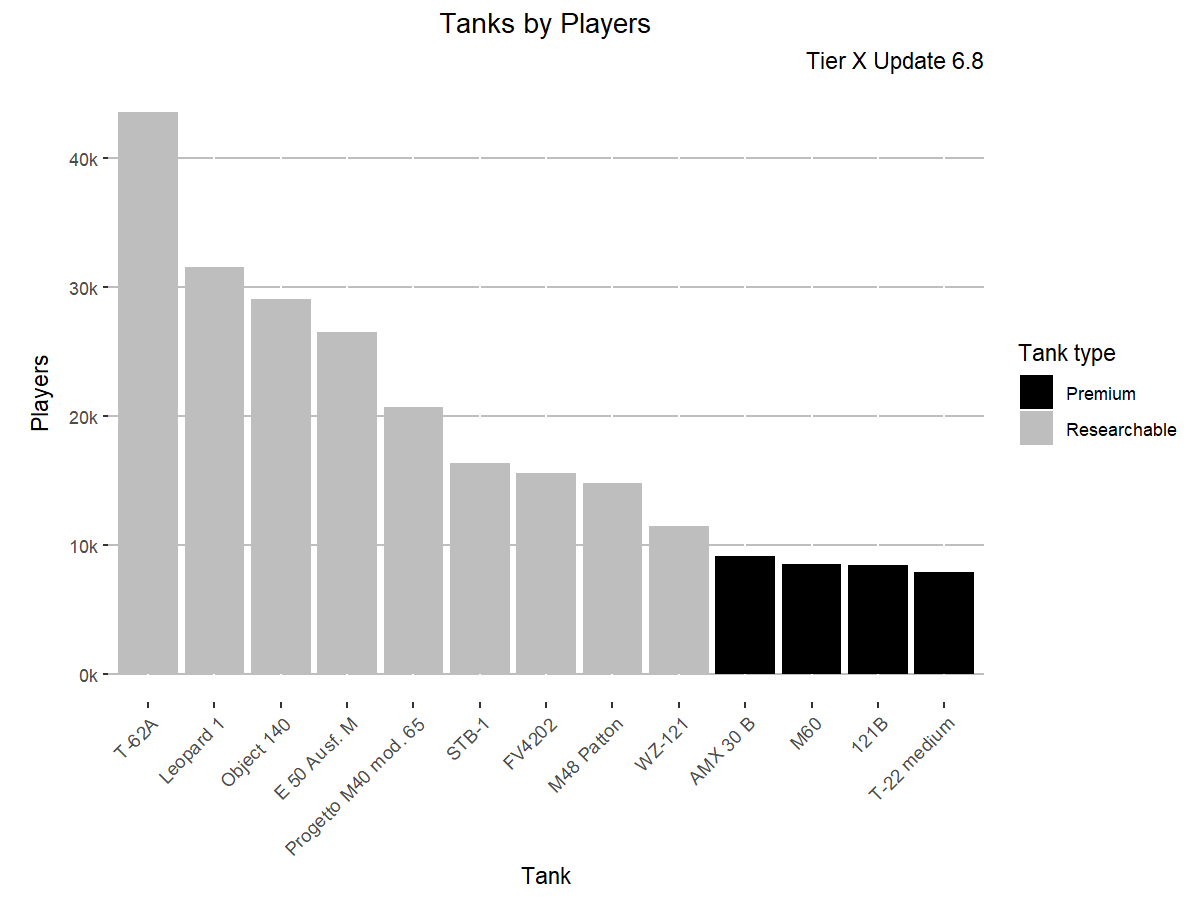 Tanks by Players
Tier X Update 6.8
Players
40k
30k
20k
10k
0k
T-62A
Leopard 1
Object 140
E 50 Ausf. M
Progetto M40 mod. 65
STB-1
FV4202
M48 Patton
WZ-121
AMX 30 B
M60
121B
T-22 medium
Tank
Tank type
Premium
Researchable